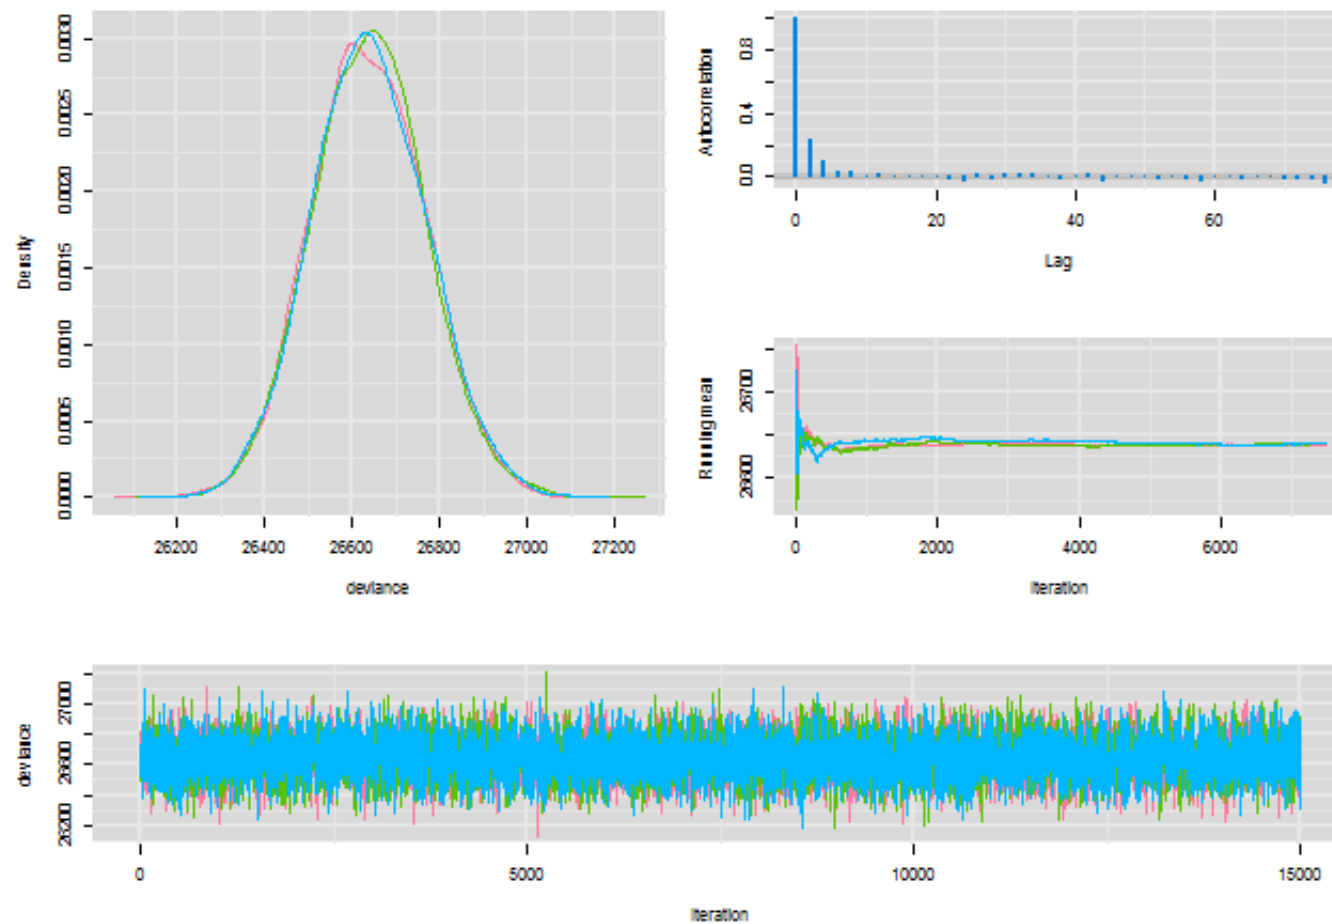 Density
0.0000 0.0005 0.0010 0.0015 0.0020 0.0025 0.0030
26200 26400 26600 26800 27000 27200
deviance
Autocorrelation
0.0 0.4 0.8
0 20 40 60
Lag
Running mean
26600 26700
0 2000 4000 6000
Iteration
deviance
26200 26600 27000
0 5000 10000 15000
Iteration